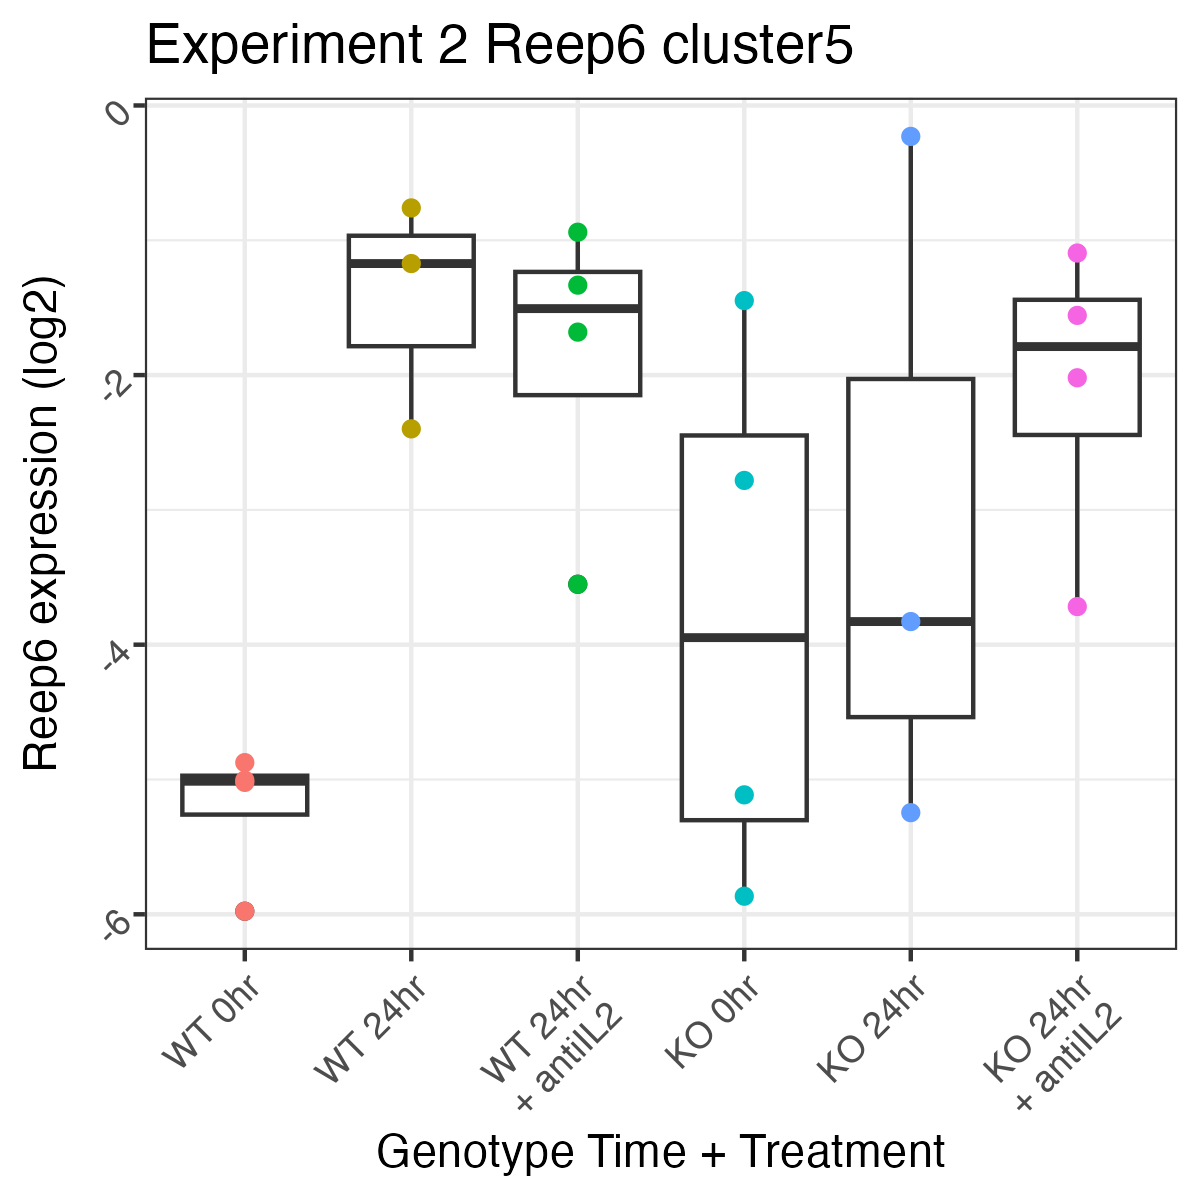 Experiment 2 Reep6 cluster5
Reep6 expression (log2)
0
-2
-4
-6
WT 0hr
WT 24hr
WT 24hr
+ antiIL2
KO 0hr
KO 24hr
KO 24hr
+ antiIL2
Genotype Time + Treatment